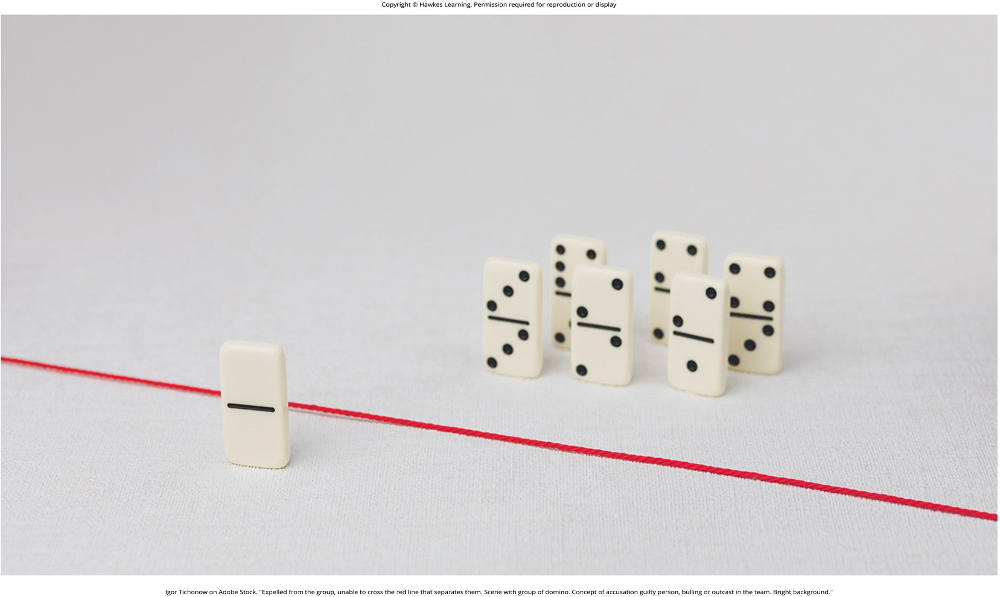 Copyright © Hawkes Learning. Permission required for reproduction or display
Igor Tichonow on Adobe Stock. "Expelled from the group, unable to cross the red line that separates them. Scene with group of domino. Concept of accusation guilty person, bulling or outcast in the team. Bright background."